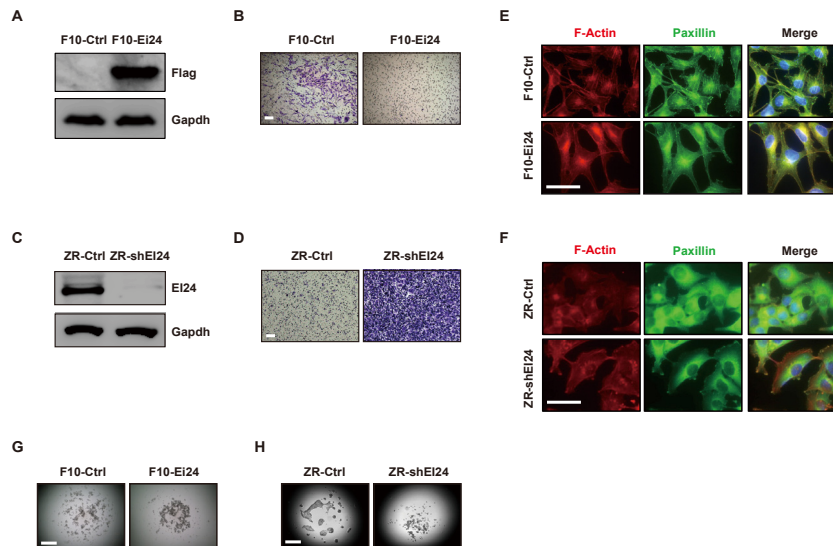 A
F10-Ctrl F10-Ei24
Flag
Gapdh
B
F10-Ctrl F10-Ei24
C
ZR-Ctrl ZR-shEI24
EI24
Gapdh
D
ZR-Ctrl ZR-shEI24
E
F-Actin Paxillin Merge
F10-Ctrl
F10-Ei24
F
F-Actin Paxillin Merge
ZR-Ctrl
ZR-shEI24
G
F10-Ctrl F10-Ei24
H
ZR-Ctrl ZR-shEI24